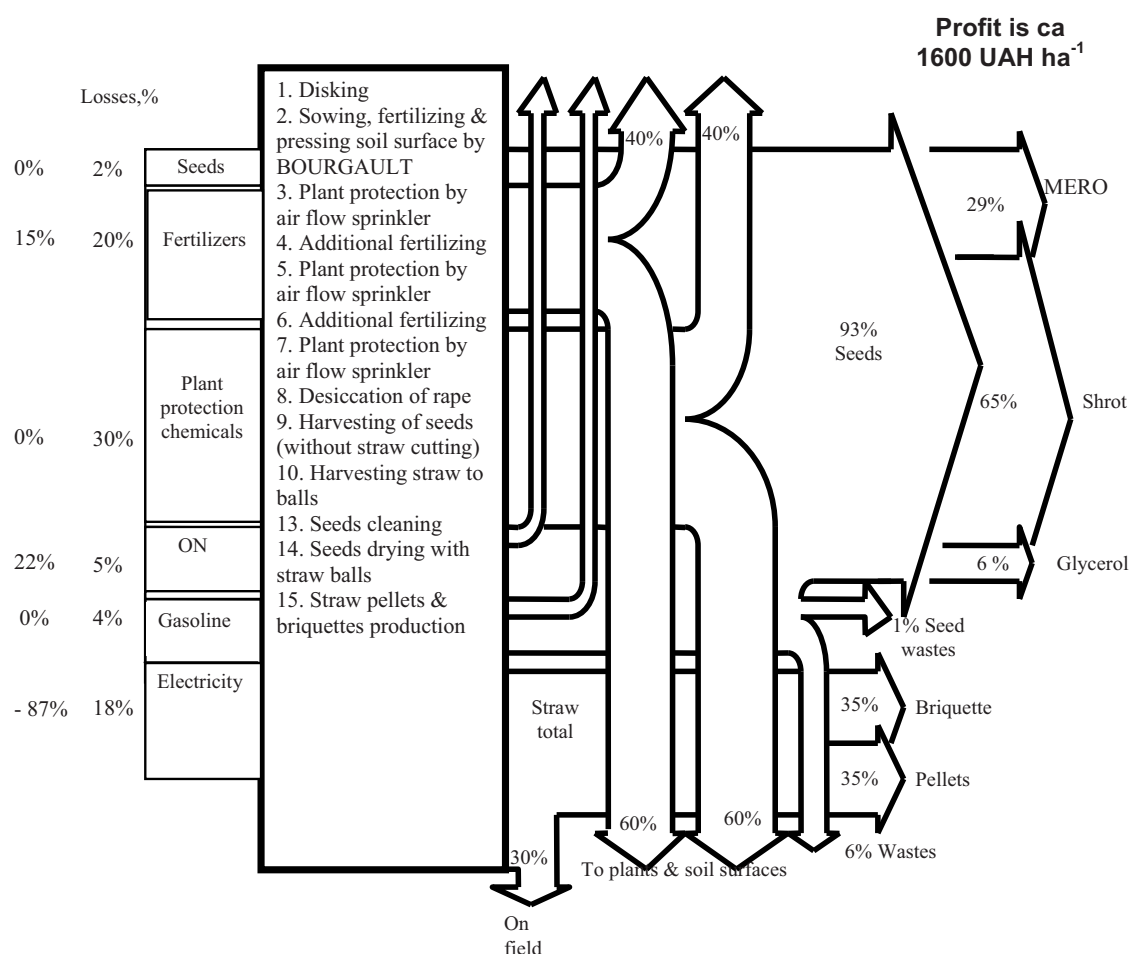 Profit is ca
1600 UAH ha-1
Losses,%
0%
2%
Seeds
15%
20%
Fertilizers
0%
30%
Plant
protection
chemicals
22%
5%
ON
0%
4%
Gasoline
- 87%
18%
Electricity
1. Disking
2. Sowing, fertilizing &
pressing soil surface by
BOURGAULT
3. Plant protection by
air flow sprinkler
4. Additional fertilizing
5. Plant protection by
air flow sprinkler
6. Additional fertilizing
7. Plant protection by
air flow sprinkler
8. Desiccation of rape
9. Harvesting of seeds
(without straw cutting)
10. Harvesting straw to
balls
13. Seeds cleaning
14. Seeds drying with
straw balls
15. Straw pellets &
briquettes production
40%
40%
93%
Seeds
29%
MERO
65%
Shrot
6 %
Glycerol
1% Seed
wastes
Straw
total
35%
Briquette
35%
Pellets
60%
60%
6% Wastes
30%
To plants & soil surfaces
On
field